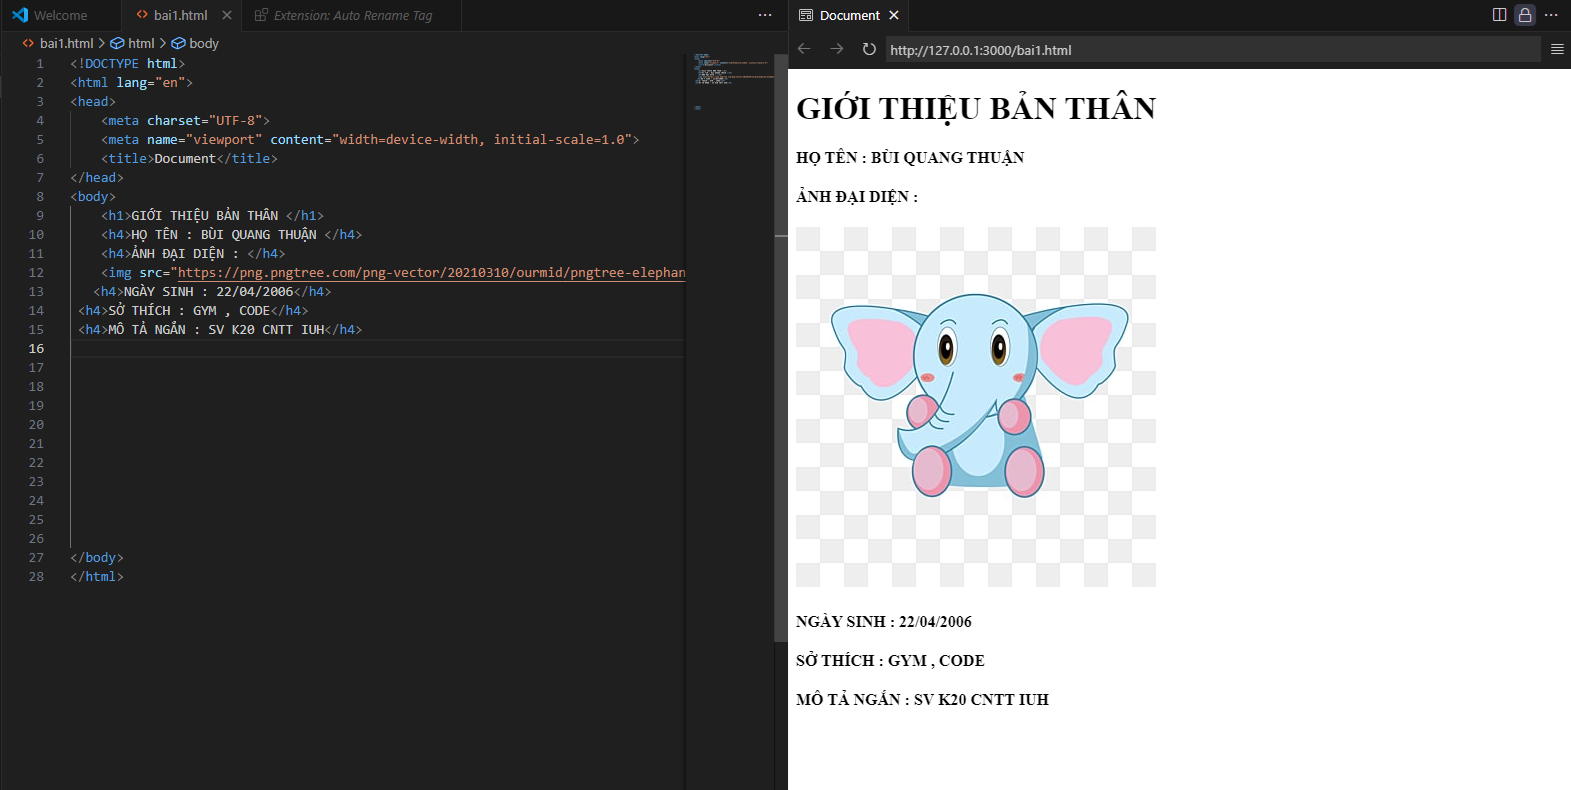 Welcome
bai1.html
Extension: Auto Rename Tag
bai1.html > html > body
1 <!DOCTYPE html>
2 <html lang="en">
3 <head>
4 <meta charset="UTF-8">
5 <meta name="viewport" content="width=device-width, initial-scale=1.0">
6 <title>Document</title>
7 </head>
8 <body>
9 <h1>GIỚI THIỆU BẢN THÂN </h1>
10 <h4>HỌ TÊN : BÙI QUANG THUẬN </h4>
11 <h4>ẢNH ĐẠI DIỆN : </h4>
12 <img src="https://png.pngtree.com/png-vector/20210310/ourmid/pngtree-elephan
13 <h4>NGÀY SINH : 22/04/2006</h4>
14 <h4>SỞ THÍCH : GYM , CODE</h4>
15 <h4>MÔ TẢ NGẮN : SV K20 CNTT IUH</h4>
16
17
18
19
20
21
22
23
24
25
26
27 </body>
28 </html>
Document
http://127.0.0.1:3000/bai1.html
GIỚI THIỆU BẢN THÂN
HỌ TÊN : BÙI QUANG THUẬN
ẢNH ĐẠI DIỆN :
NGÀY SINH : 22/04/2006
SỞ THÍCH : GYM , CODE
MÔ TẢ NGẮN : SV K20 CNTT IUH